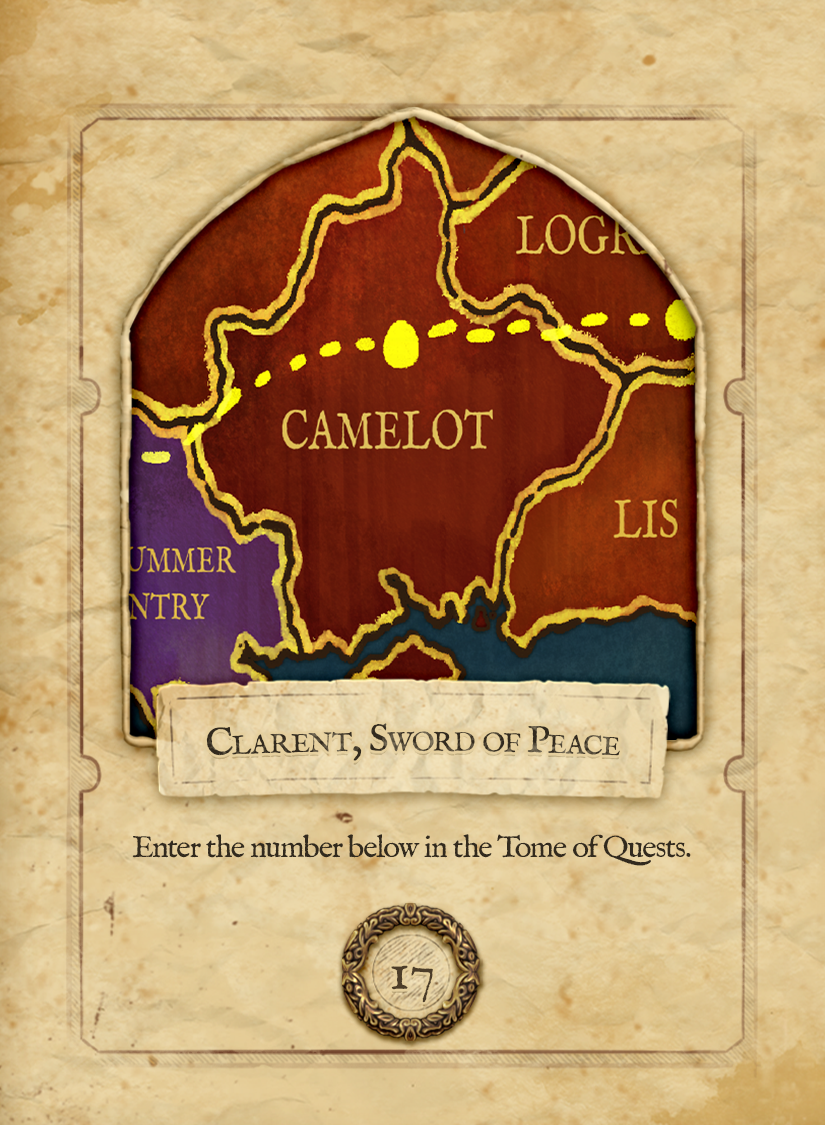 LOGR
CAMELOT
LIS
UMMER
NTRY
Clarent, Sword of Peace
Enter the number below in the Tome of Quests.
17